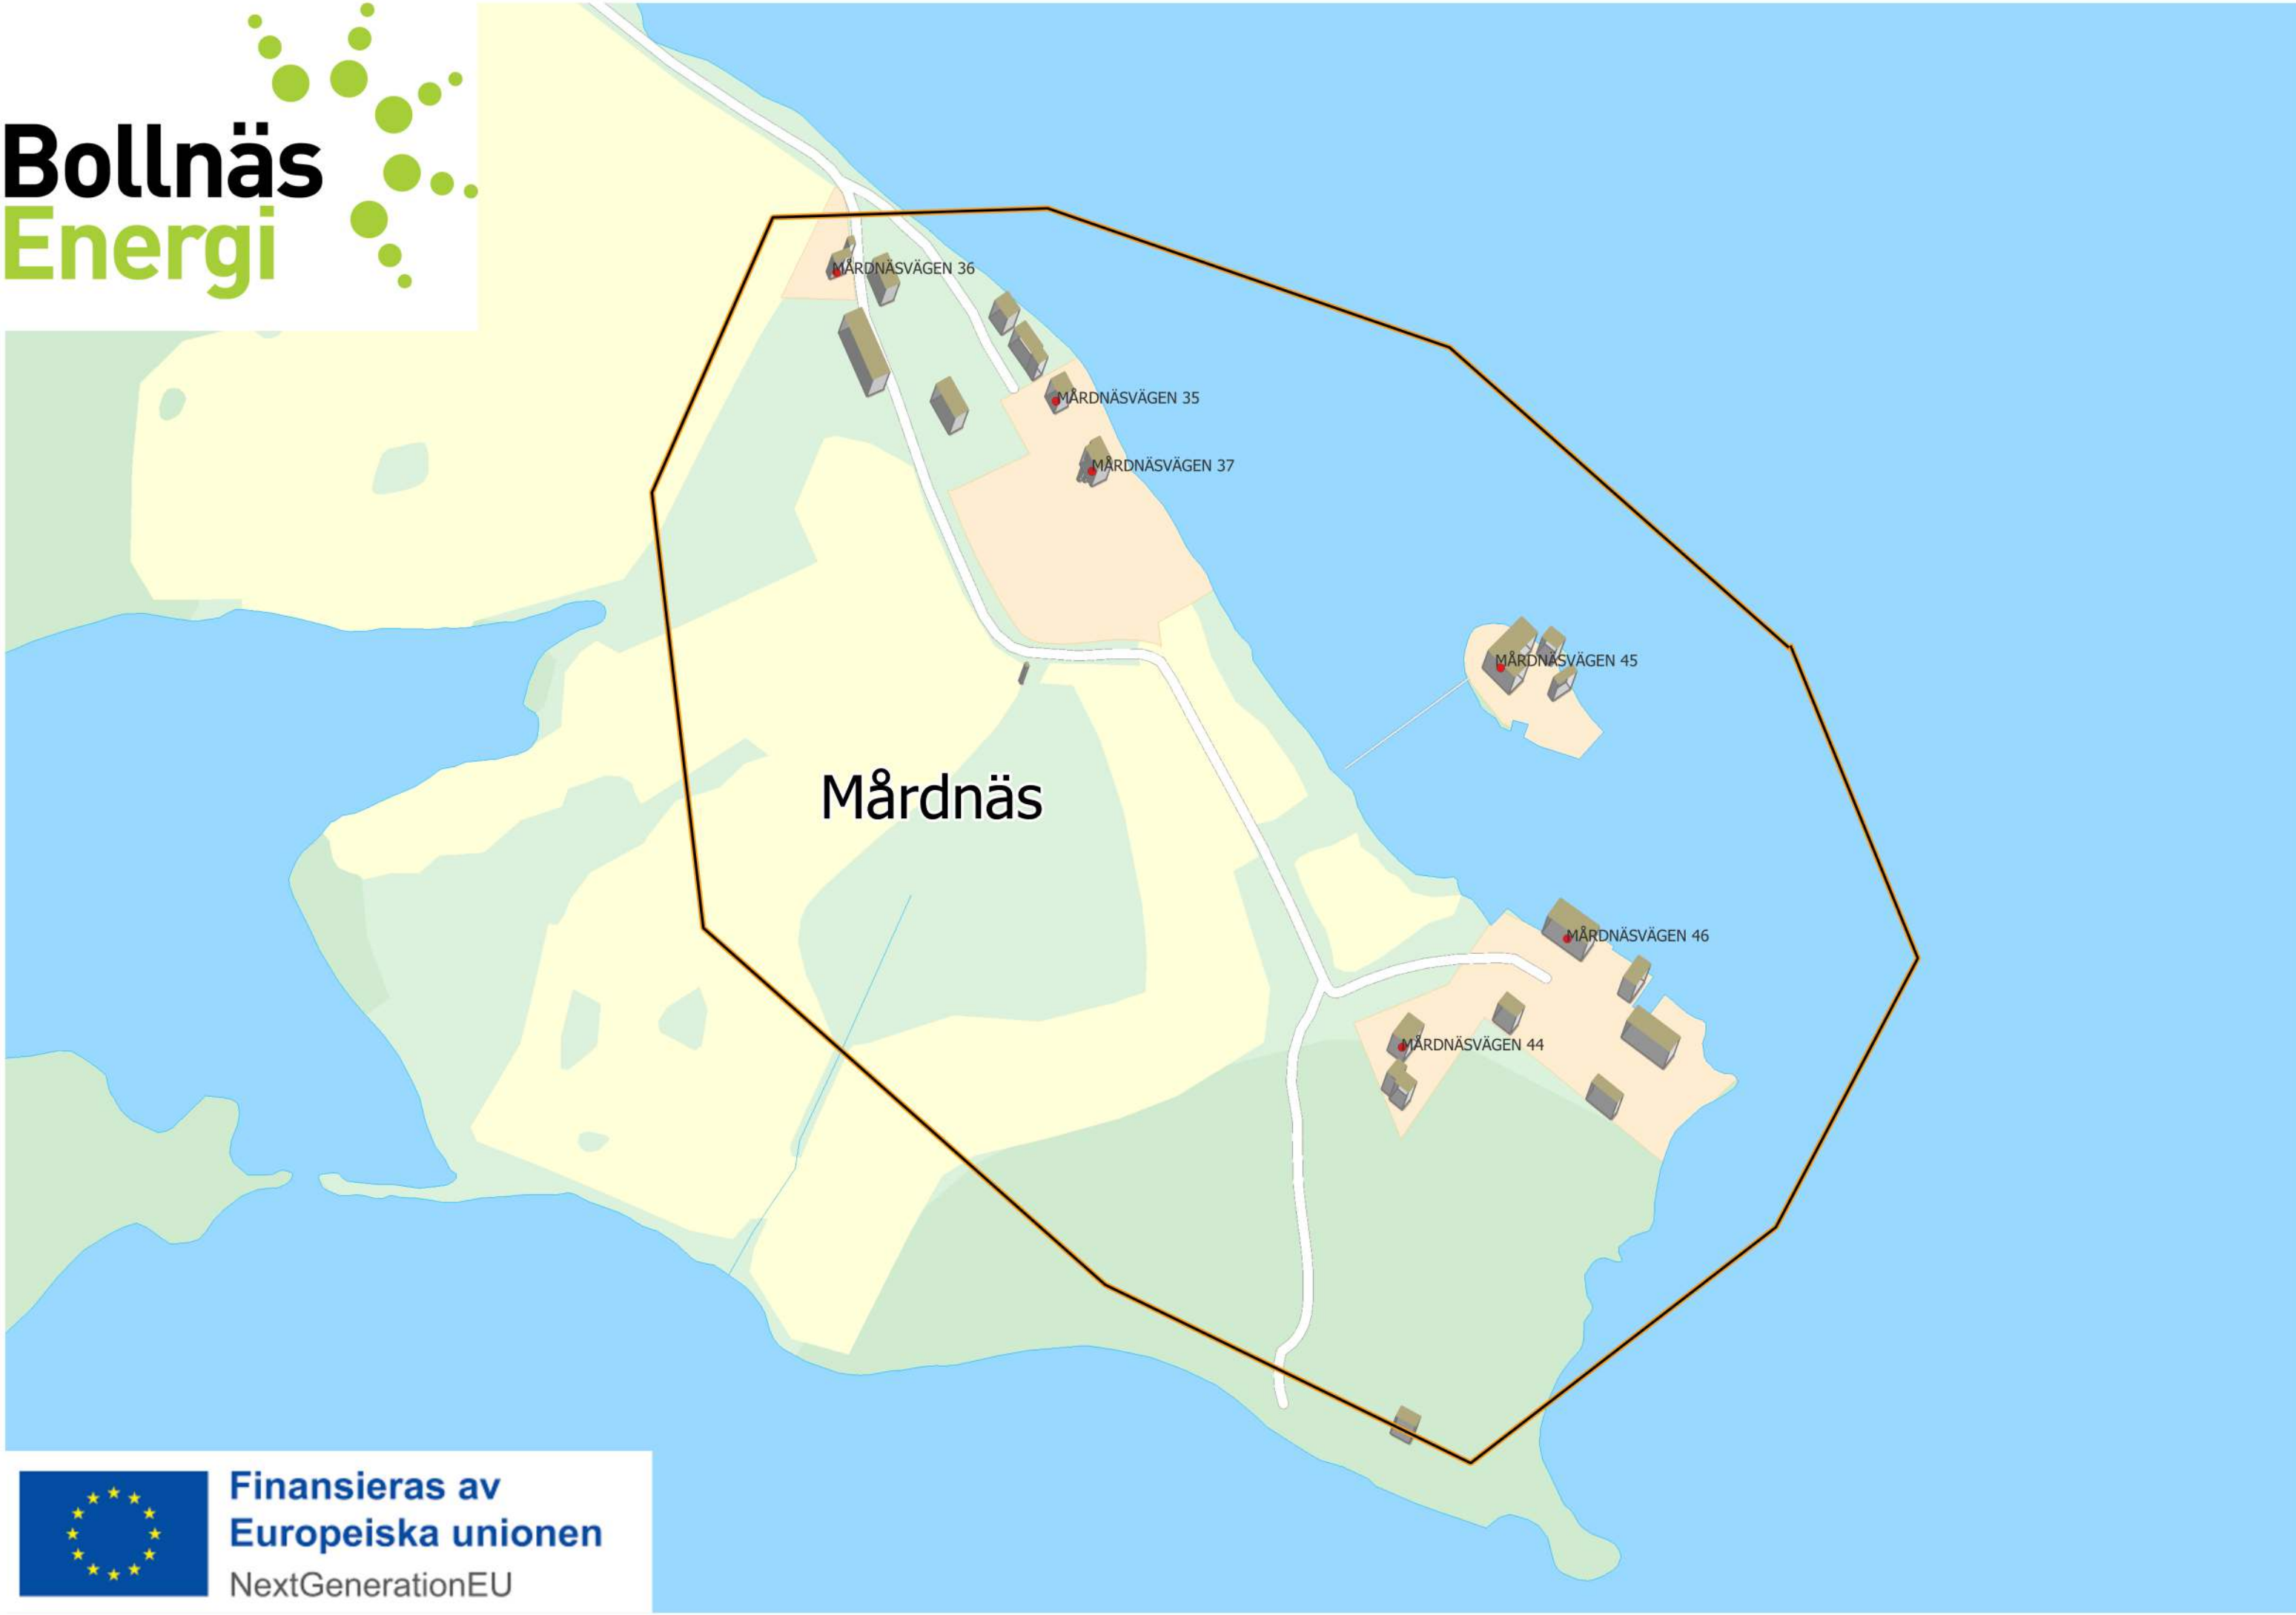 Bollnäs
Energi
MÅRDNÄSVÄGEN 36
MÅRDNÄSVÄGEN 35
MÅRDNÄSVÄGEN 37
MÅRDNÄSVÄGEN 45
Mårdnäs
MÅRDNÄSVÄGEN 46
MÅRDNÄSVÄGEN 44
Finansieras av
Europeiska unionen
NextGenerationEU